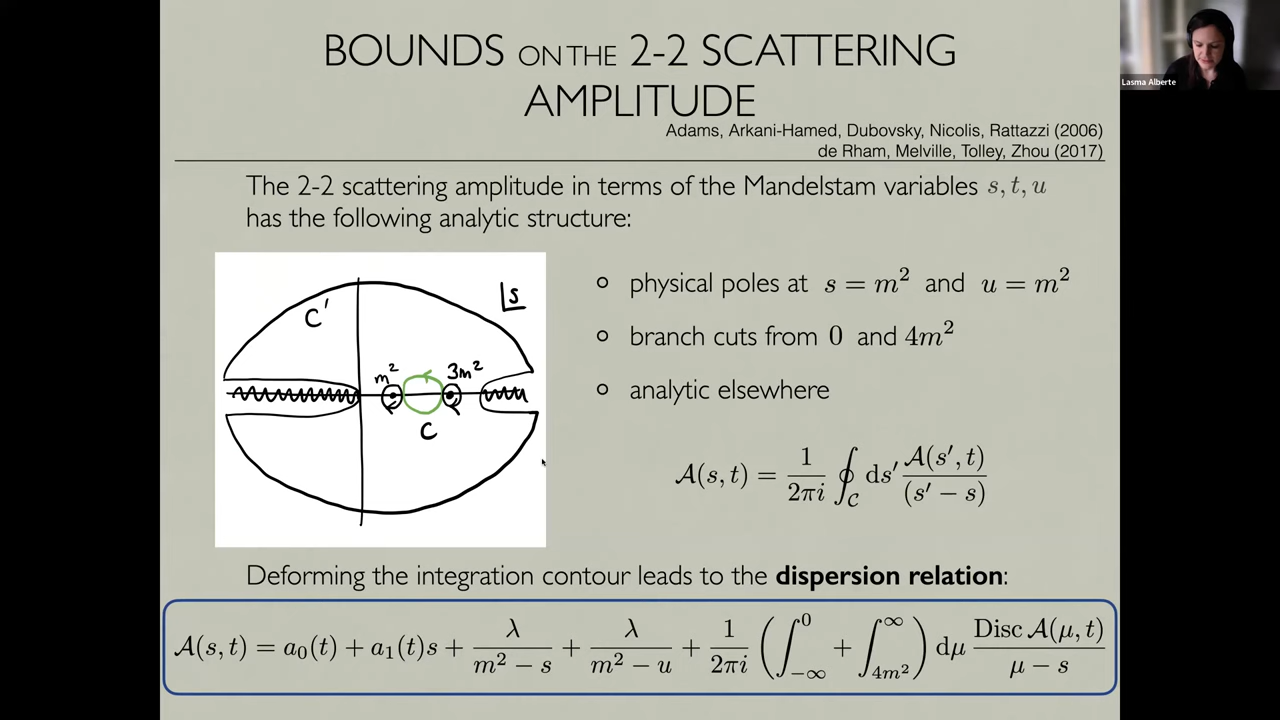 BOUNDS ON THE 2-2 SCATTERING
AMPLITUDE
Adams, Arkani-Hamed, Dubovsky, Nicolis, Rattazzi (2006)
de Rham, Melville, Tolley, Zhou (2017)
Lasma Alberte
The 2-2 scattering amplitude in terms of the Mandelstam variables s, t, u
has the following analytic structure:
C'
s
m²
3m²
C
physical poles at s = m² and u = m²
branch cuts from 0 and 4m²
analytic elsewhere
A(s, t) = 1/(2πi) ∮_C ds' A(s', t)/(s' − s)
Deforming the integration contour leads to the dispersion relation:
A(s, t) = a₀(t) + a₁(t)s + λ/(m² − s) + λ/(m² − u) + 1/(2πi) (∫_{−∞}^{0} + ∫_{4m²}^{∞}) dμ Disc A(μ, t)/(μ − s)